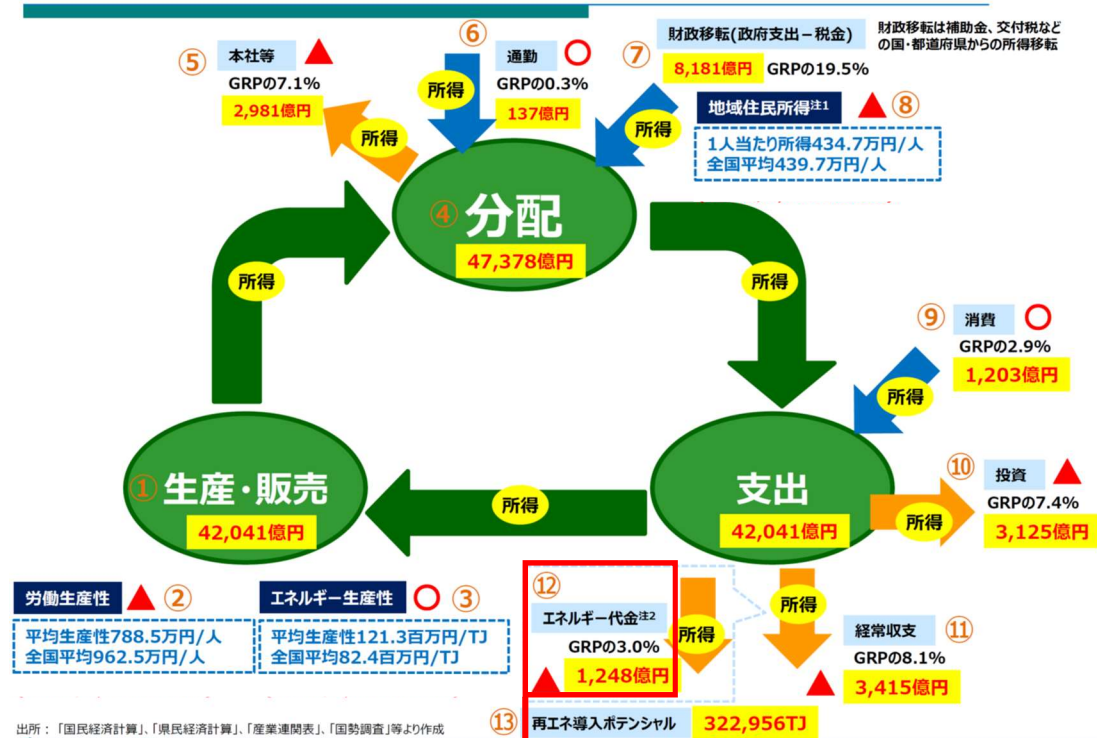 ⑤
本社等 ▲
GRPの7.1%
2,981億円
所得
⑥
通勤 ○
GRPの0.3%
137億円
所得
⑦
財政移転(政府支出－税金)
8,181億円 GRPの19.5%
所得
財政移転は補助金、交付税など
の国・都道府県からの所得移転
地域住民所得注1 ▲ ⑧
1人当たり所得434.7万円/人
全国平均439.7万円/人
④ 分配
47,378億円
所得
所得
⑨ 消費 ○
GRPの2.9%
1,203億円
所得
① 生産・販売
42,041億円
所得
支出
42,041億円
⑩
投資 ▲
GRPの7.4%
3,125億円
所得
労働生産性 ▲ ②
平均生産性788.5万円/人
全国平均962.5万円/人
エネルギー生産性 ○ ③
平均生産性121.3百万円/TJ
全国平均82.4百万円/TJ
⑫
エネルギー代金注2
GRPの3.0%
▲ 1,248億円
所得
所得
経常収支 ⑪
GRPの8.1%
▲ 3,415億円
⑬ 再エネ導入ポテンシャル 322,956TJ
出所：「国民経済計算」、「県民経済計算」、「産業連関表」、「国勢調査」等より作成